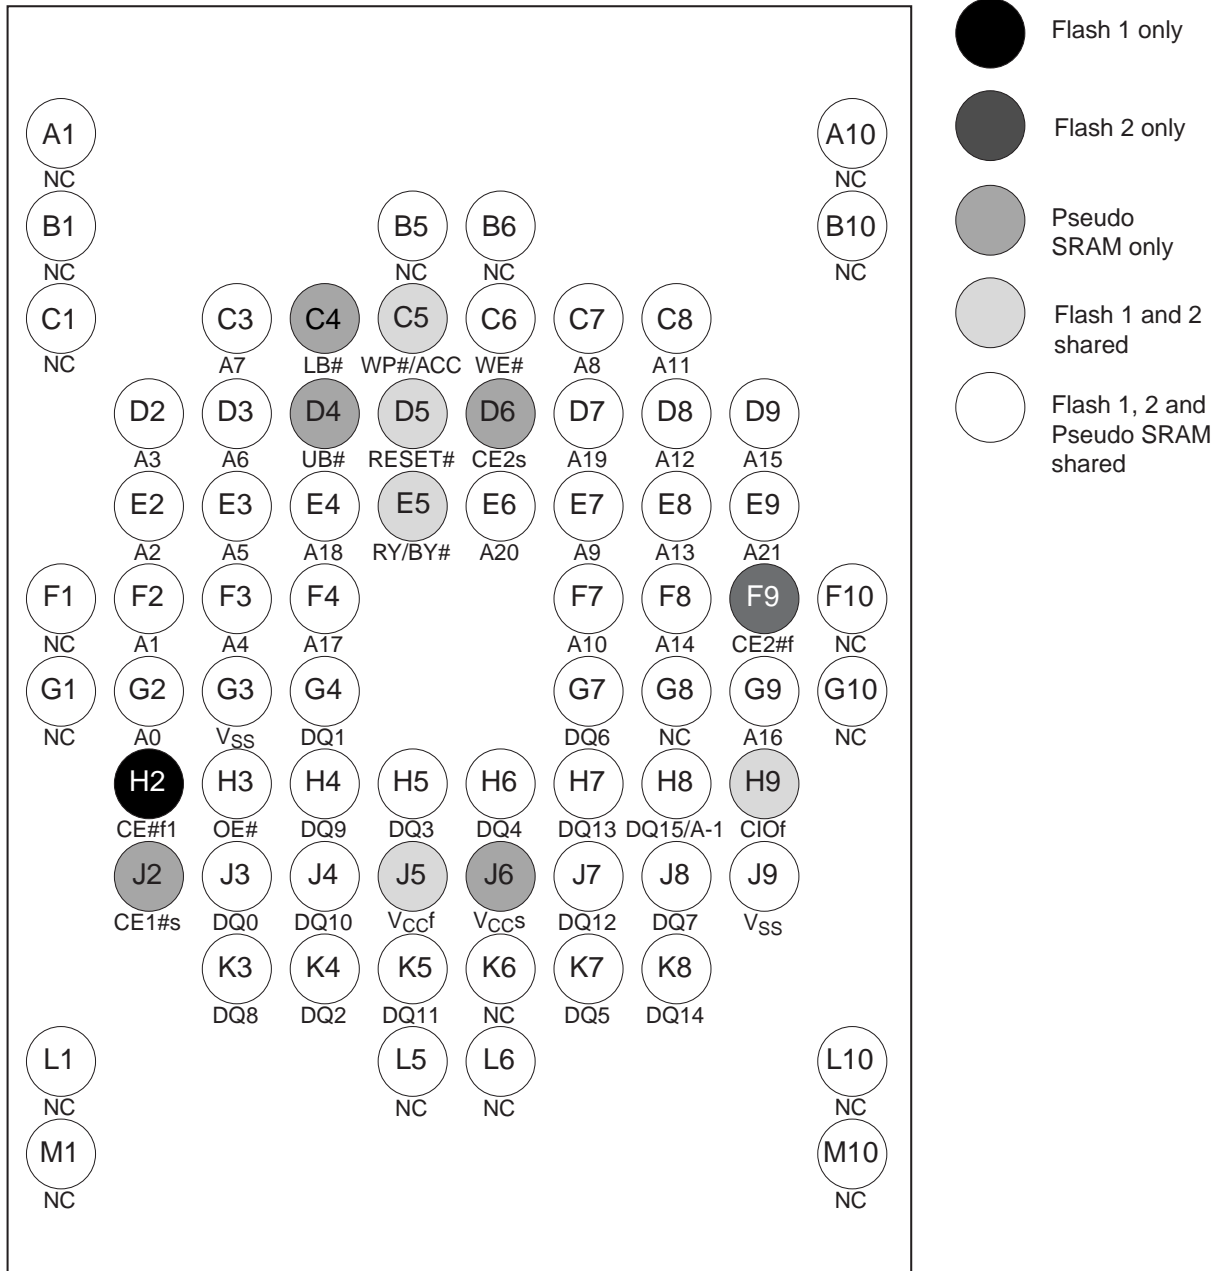 Flash 1 only
Flash 2 only
Pseudo
SRAM only
Flash 1 and 2
shared
Flash 1, 2 and
Pseudo SRAM
shared
A1 A10
NC NC
B1 B5 B6 B10
NC NC NC NC
C1 C3 C4 C5 C6 C7 C8
NC A7 LB# WP#/ACC WE# A8 A11
D2 D3 D4 D5 D6 D7 D8 D9
A3 A6 UB# RESET# CE2s A19 A12 A15
E2 E3 E4 E5 E6 E7 E8 E9
A2 A5 A18 RY/BY# A20 A9 A13 A21
F1 F2 F3 F4 F7 F8 F9 F10
NC A1 A4 A17 A10 A14 CE2#f NC
G1 G2 G3 G4 G7 G8 G9 G10
NC A0 VSS DQ1 DQ6 NC A16 NC
H2 H3 H4 H5 H6 H7 H8 H9
CE#f1 OE# DQ9 DQ3 DQ4 DQ13 DQ15/A-1 CIOf
J2 J3 J4 J5 J6 J7 J8 J9
CE1#s DQ0 DQ10 VCCf VCCs DQ12 DQ7 VSS
K3 K4 K5 K6 K7 K8
DQ8 DQ2 DQ11 NC DQ5 DQ14
L1 L5 L6 L10
NC NC NC NC
M1 M10
NC NC